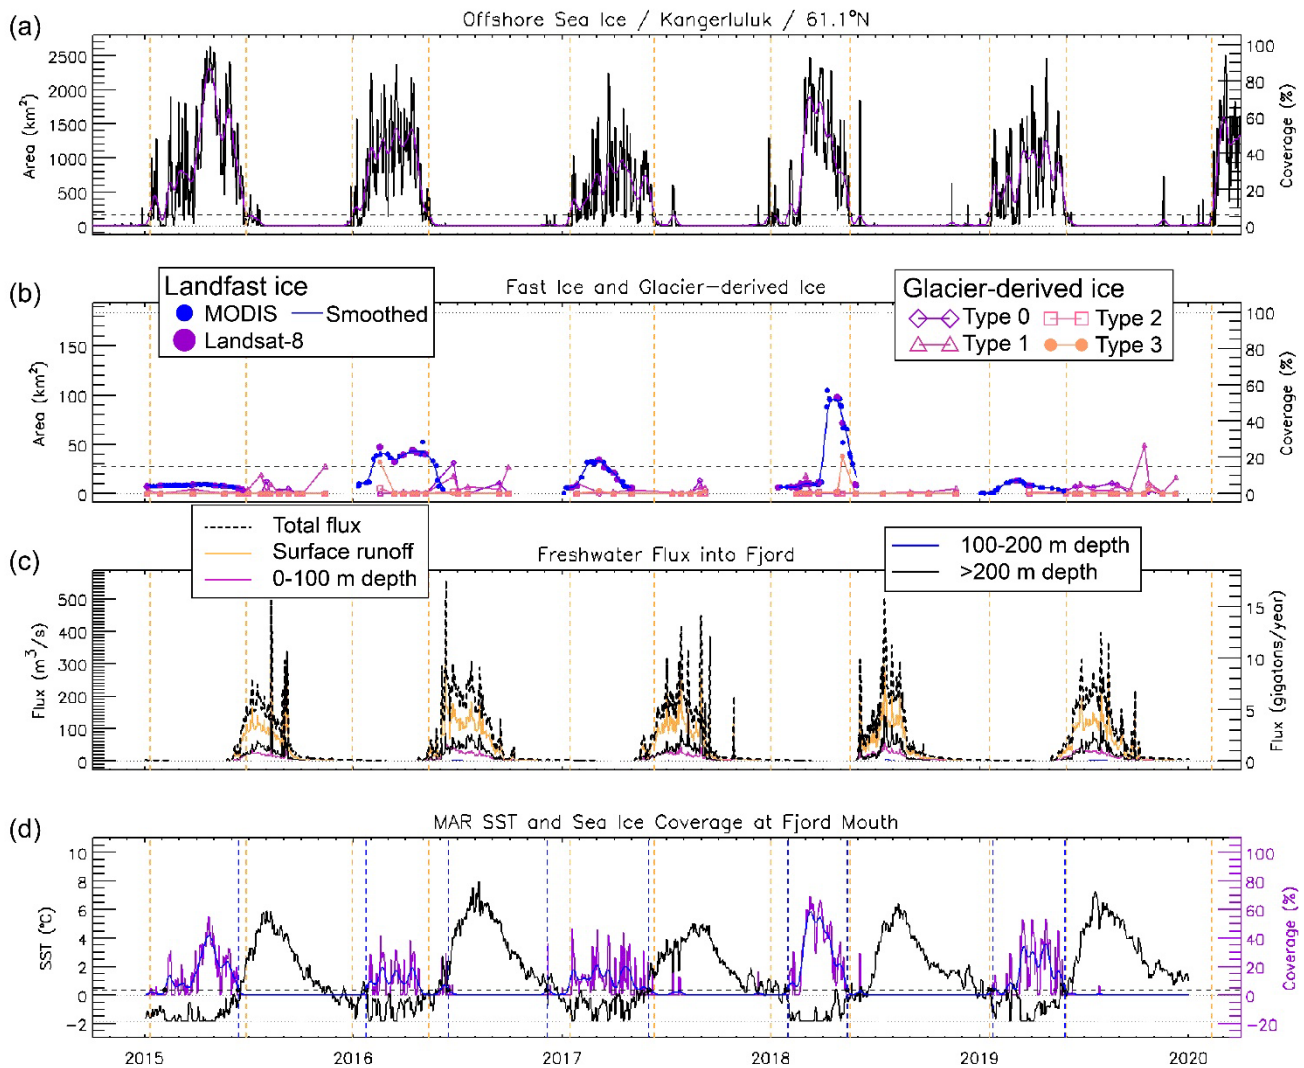 (a)
Offshore Sea Ice / Kangerluluk / 61.1°N
Area (km²)
2500
2000
1500
1000
500
0
100
80
60
40
20
0
Coverage (%)
(b)
Fast Ice and Glacier-derived Ice
Landfast ice
MODIS
Smoothed
Landsat-8
Glacier-derived ice
Type 0
Type 2
Type 1
Type 3
Area (km²)
150
100
50
0
100
80
60
40
20
0
Coverage (%)
(c)
Freshwater Flux into Fjord
Total flux
Surface runoff
0-100 m depth
100-200 m depth
>200 m depth
Flux (m³/s)
500
400
300
200
100
0
15
10
5
0
Flux (gigatons/year)
(d)
MAR SST and Sea Ice Coverage at Fjord Mouth
SST (°C)
10
8
6
4
2
0
-2
100
80
60
40
20
0
-20
Coverage (%)
2015
2016
2017
2018
2019
2020